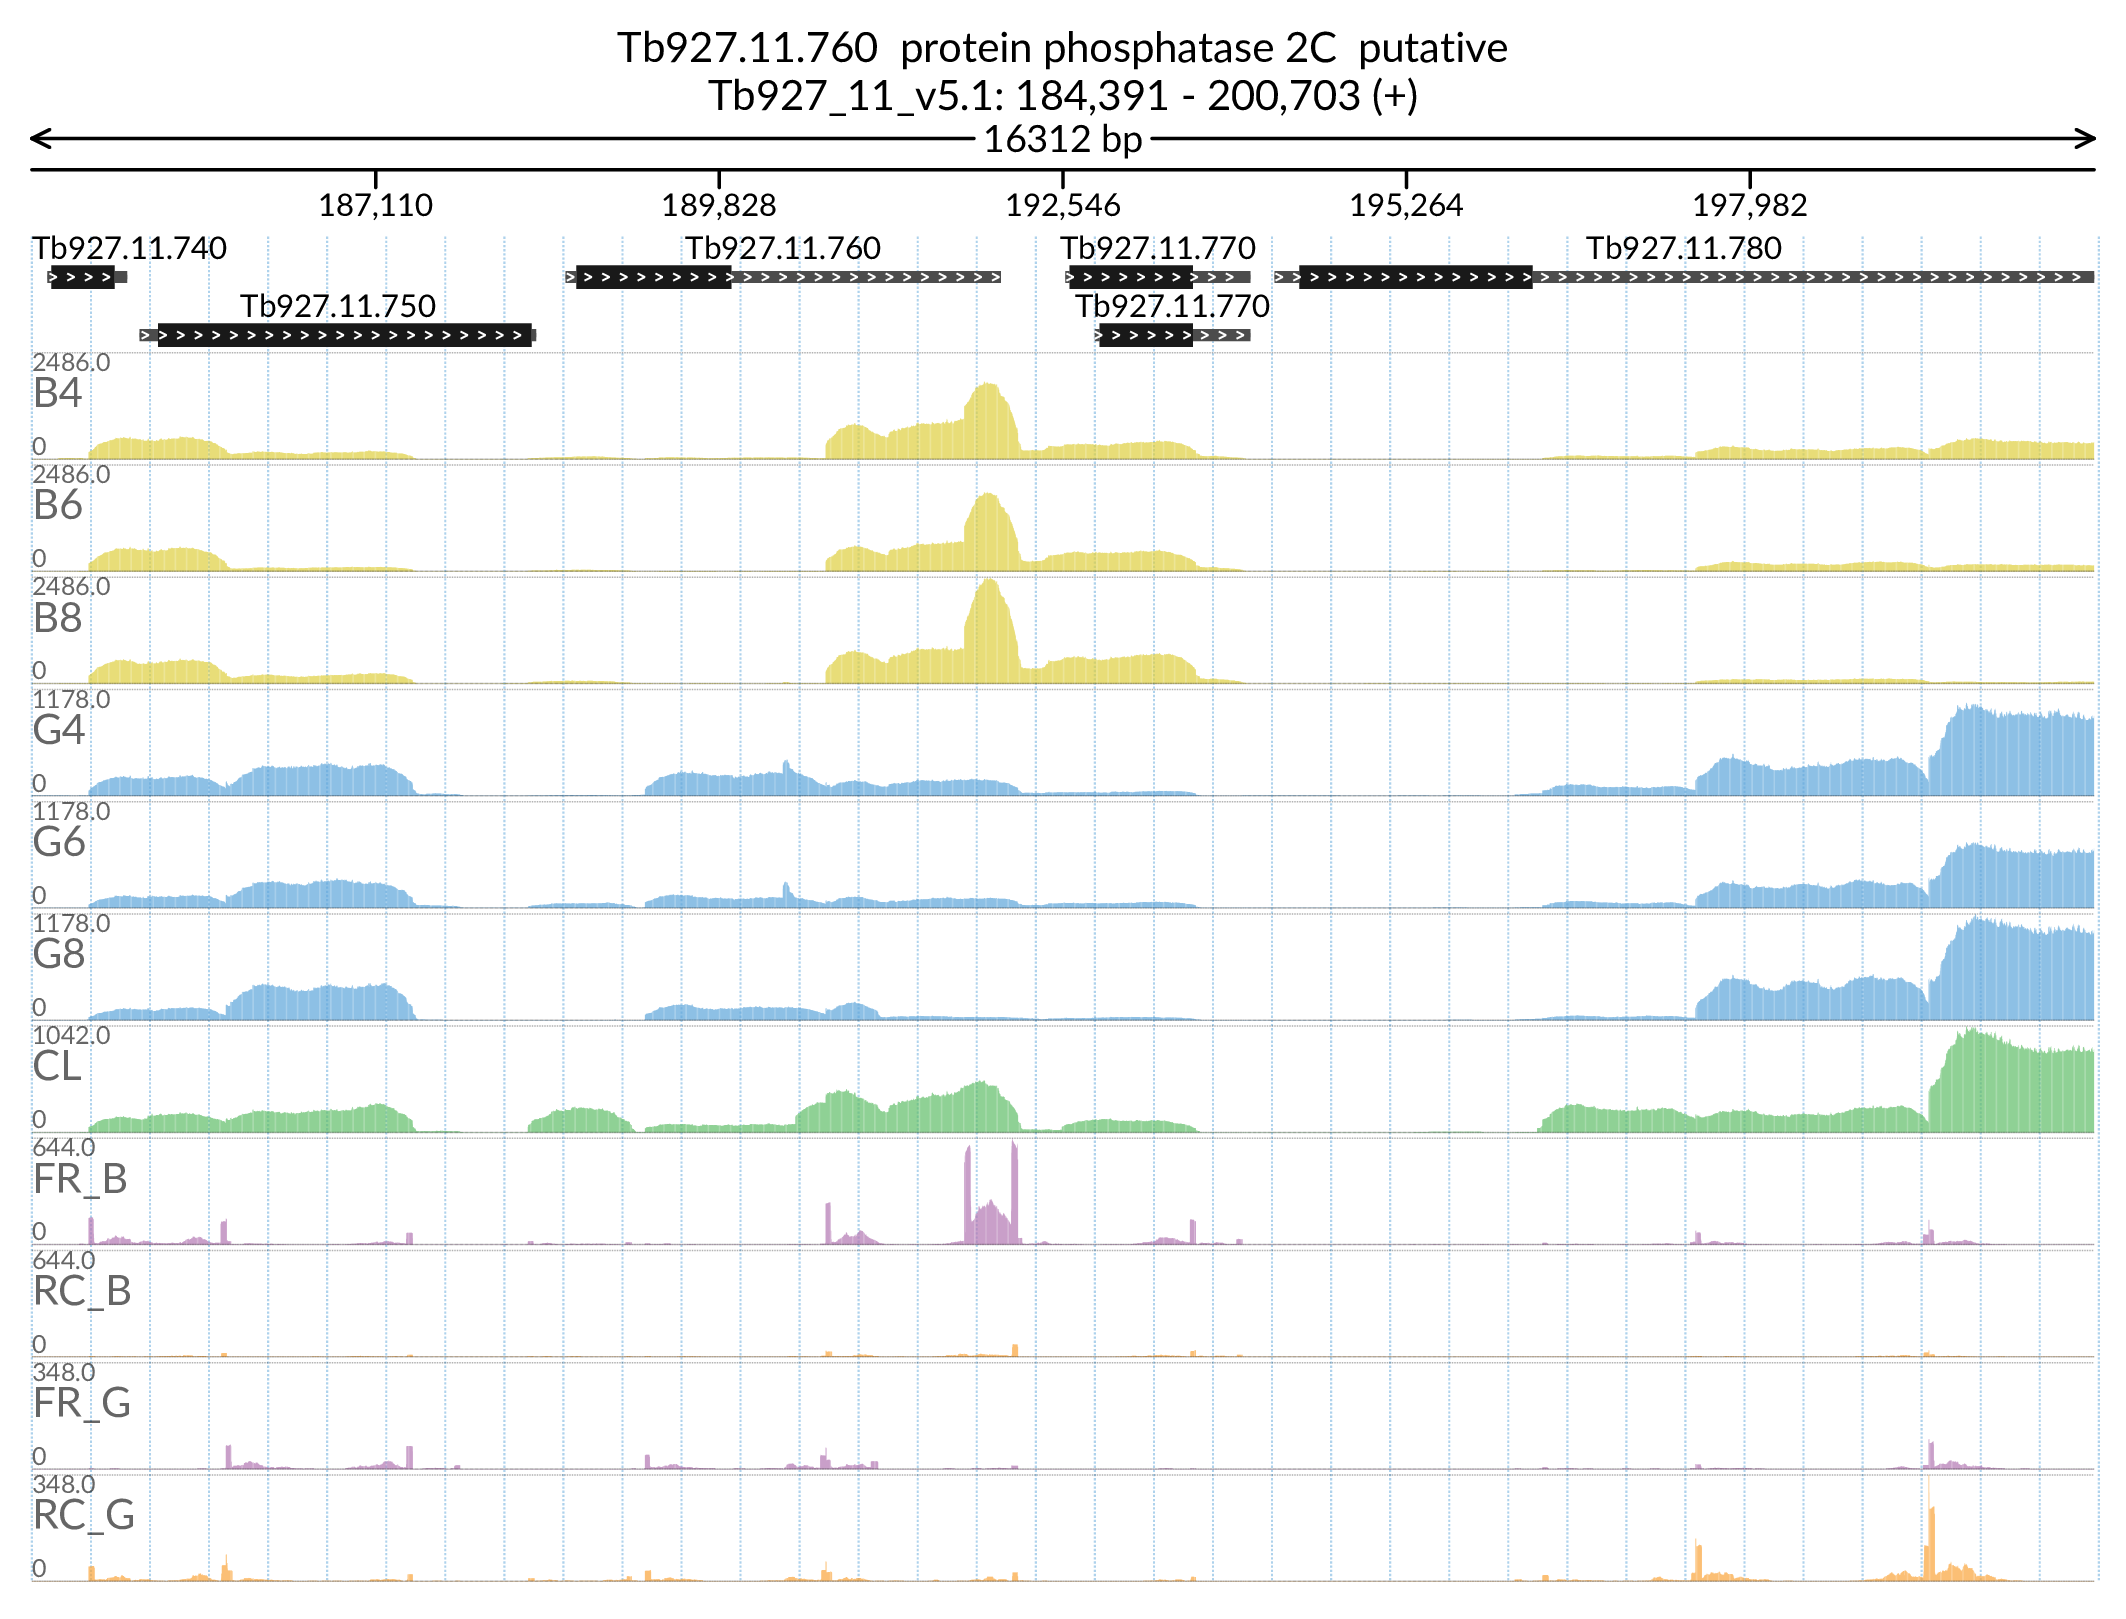 Tb927.11.760  protein phosphatase 2C  putative
Tb927_11_v5.1: 184,391 - 200,703 (+)
16312 bp
187,110 189,828 192,546 195,264 197,982
Tb927.11.740 Tb927.11.760 Tb927.11.770 Tb927.11.780
Tb927.11.750 Tb927.11.770
2486.0
B4
0
2486.0
B6
0
2486.0
B8
0
1178.0
G4
0
1178.0
G6
0
1178.0
G8
0
1042.0
CL
0
644.0
FR_B
0
644.0
RC_B
0
348.0
FR_G
0
348.0
RC_G
0